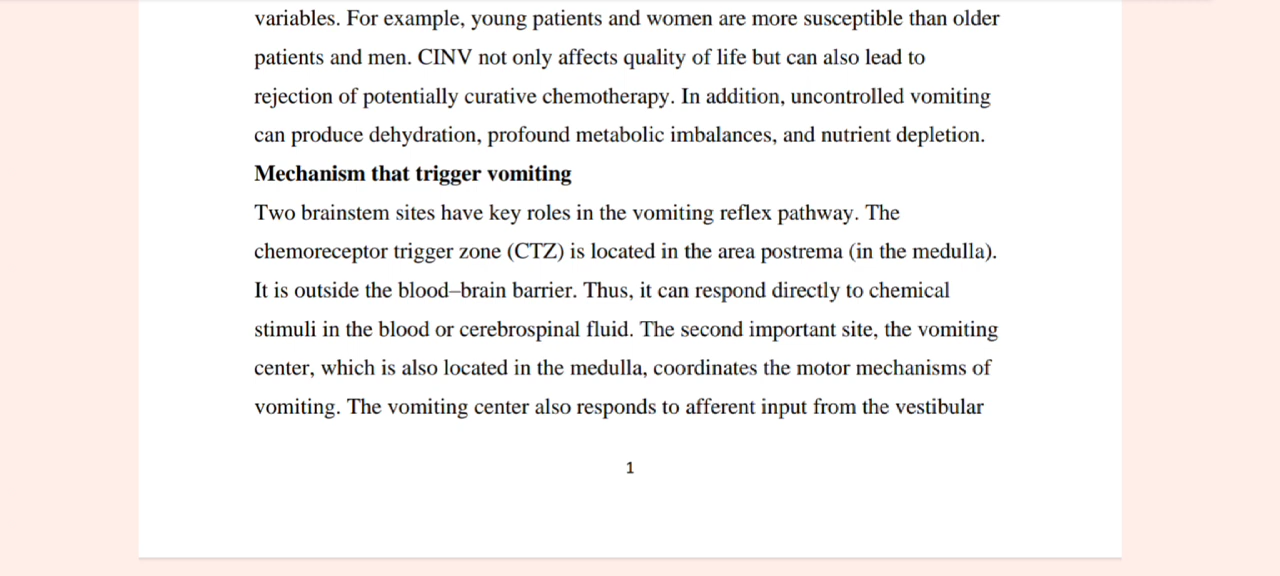 variables. For example, young patients and women are more susceptible than older
patients and men. CINV not only affects quality of life but can also lead to
rejection of potentially curative chemotherapy. In addition, uncontrolled vomiting
can produce dehydration, profound metabolic imbalances, and nutrient depletion.
Mechanism that trigger vomiting
Two brainstem sites have key roles in the vomiting reflex pathway. The
chemoreceptor trigger zone (CTZ) is located in the area postrema (in the medulla).
It is outside the blood–brain barrier. Thus, it can respond directly to chemical
stimuli in the blood or cerebrospinal fluid. The second important site, the vomiting
center, which is also located in the medulla, coordinates the motor mechanisms of
vomiting. The vomiting center also responds to afferent input from the vestibular
1